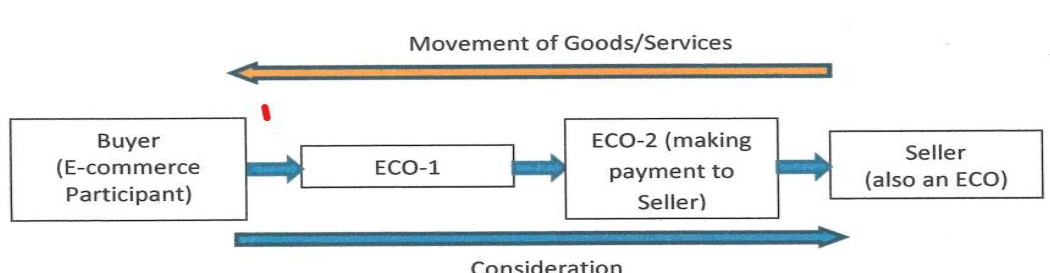 Movement of Goods/Services
Buyer
(E-commerce
Participant)
ECO-1
ECO-2 (making
payment to
Seller)
Seller
(also an ECO)
Consideration